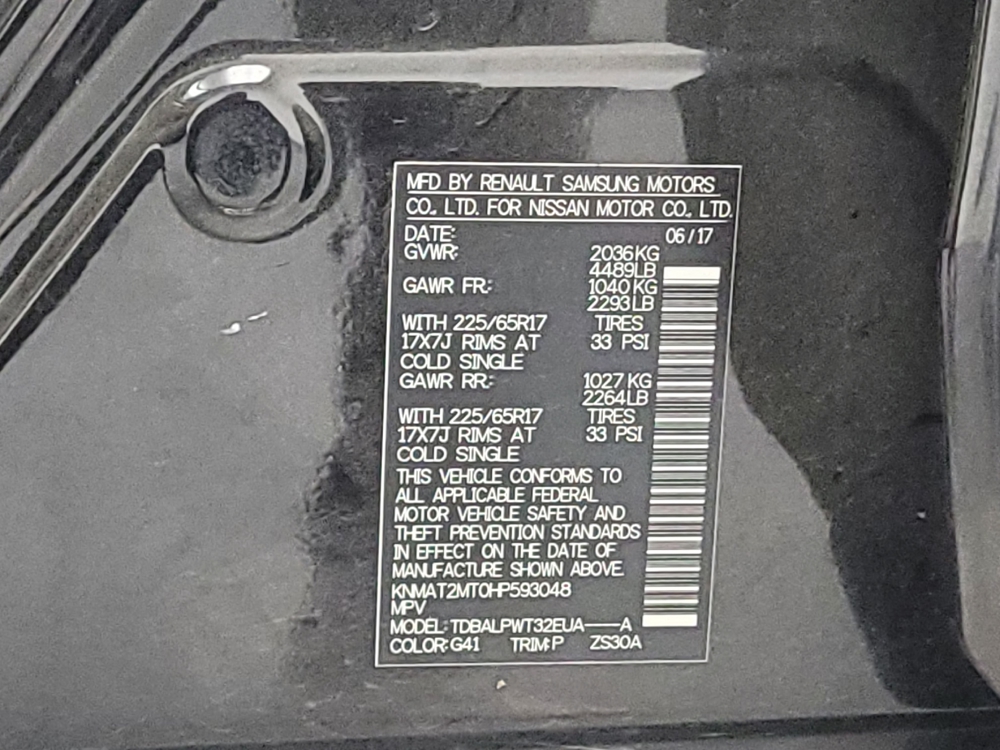 MFD BY RENAULT SAMSUNG MOTORS
CO., LTD. FOR NISSAN MOTOR CO., LTD.
DATE: 06/17
GVWR: 2036KG
4489LB
GAWR FR.: 1040KG
2293LB
WITH 225/65R17 TIRES
17X7J RIMS AT 33 PSI
COLD SINGLE
GAWR RR.: 1027KG
2264LB
WITH 225/65R17 TIRES
17X7J RIMS AT 33 PSI
COLD SINGLE
THIS VEHICLE CONFORMS TO
ALL APPLICABLE FEDERAL
MOTOR VEHICLE SAFETY AND
THEFT PREVENTION STANDARDS
IN EFFECT ON THE DATE OF
MANUFACTURE SHOWN ABOVE.
KNMAT2MT0HP593048
MPV
MODEL: TDBALPWT32EUA----A
COLOR: G41 TRIM: P ZS30A